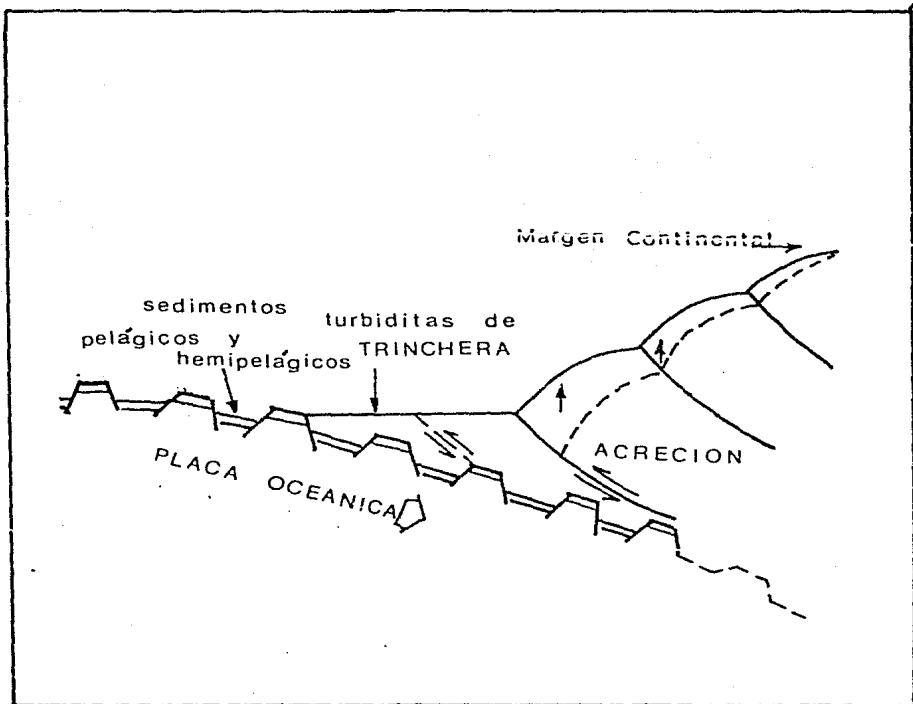 Margen Continental
sedimentos
pelágicos y
hemipelágicos
turbiditas de
TRINCHERA
ACRECION
PLACA OCEANICA